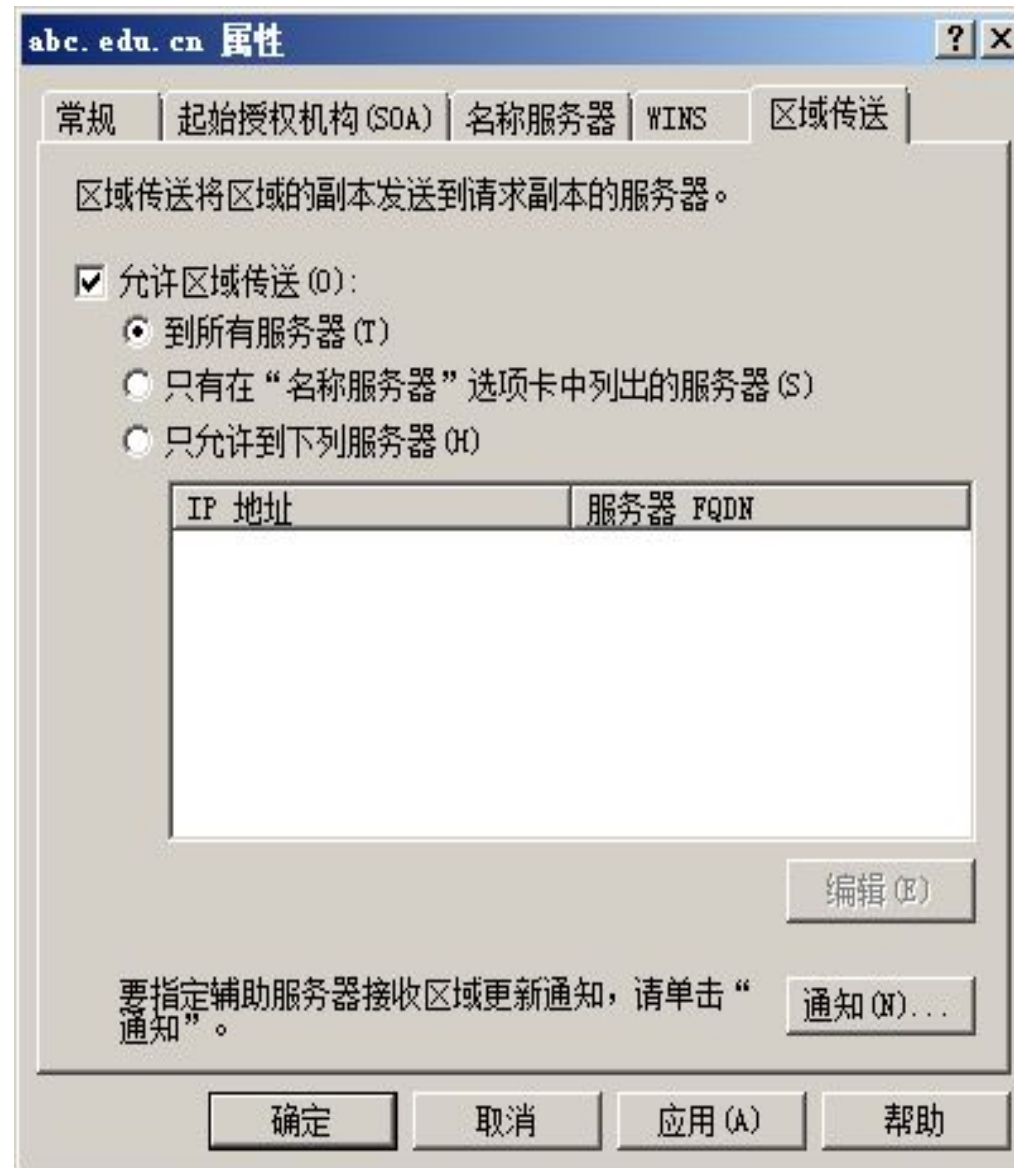 abc.edu.cn 属性
常规 起始授权机构(SOA) 名称服务器 WINS 区域传送
区域传送将区域的副本发送到请求副本的服务器。
允许区域传送(O):
到所有服务器(T)
只有在“名称服务器”选项卡中列出的服务器(S)
只允许到下列服务器(H)
IP 地址 服务器 FQDN
编辑(E)
要指定辅助服务器接收区域更新通知，请单击“
通知”。
通知(N)...
确定 取消 应用(A) 帮助